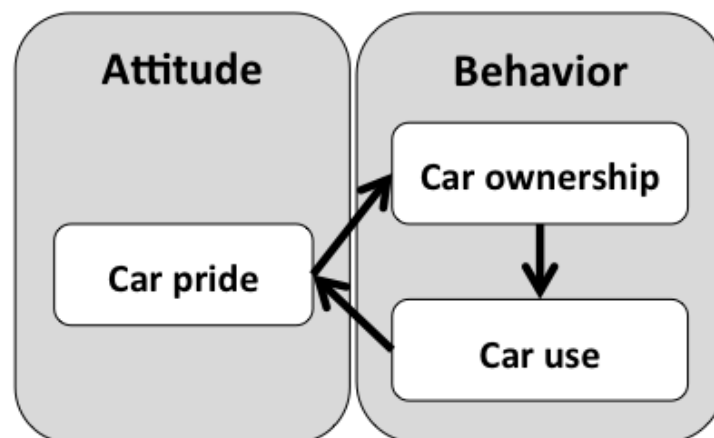 Attitude
Behavior
Car ownership
Car pride
Car use